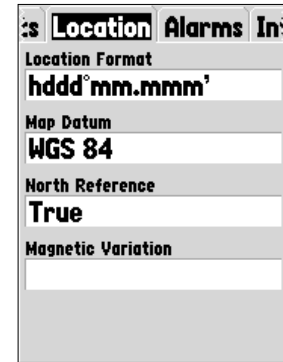 Location Alarms
Location Format
hddd°mm.mmm'
Map Datum
WGS 84
North Reference
True
Magnetic Variation